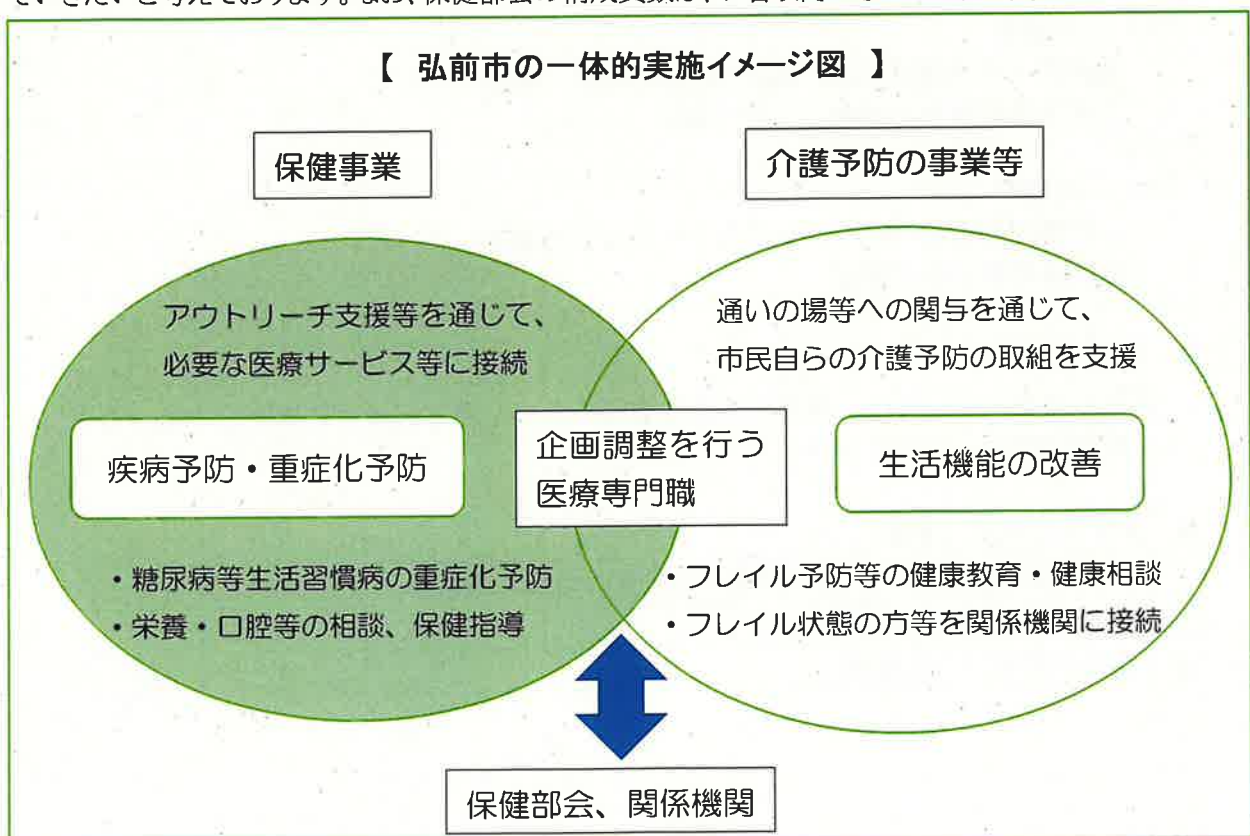 【 弘前市の一体的実施イメージ図 】
保健事業
介護予防の事業等
アウトリーチ支援等を通じて、
必要な医療サービス等に接続
通いの場等への関与を通じて、
市民自らの介護予防の取組を支援
疾病予防・重症化予防
企画調整を行う
医療専門職
生活機能の改善
・糖尿病等生活習慣病の重症化予防
・栄養・口腔等の相談、保健指導
・フレイル予防等の健康教育・健康相談
・フレイル状態の方等を関係機関に接続
保健部会、関係機関